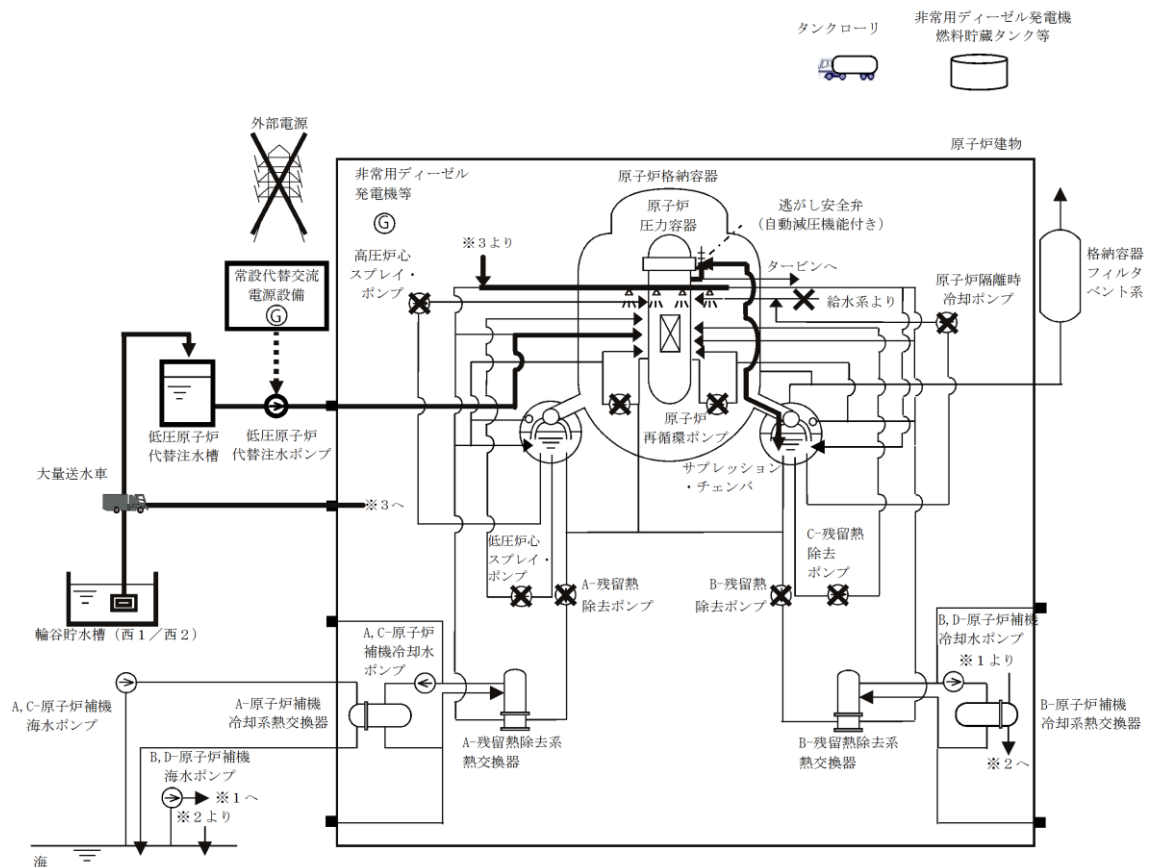 タンクローリ
非常用ディーゼル発電機
燃料貯蔵タンク等
外部電源
原子炉建物
非常用ディーゼル
発電機等
G
原子炉格納容器
原子炉
圧力容器
逃がし安全弁
(自動減圧機能付き)
※3より
高圧炉心
スプレイ・
ポンプ
タービンへ
給水系より
原子炉隔離時
冷却ポンプ
格納容器
フィルタ
ベント系
常設代替交流
電源設備
G
低圧原子炉
代替注水槽
低圧原子炉
代替注水ポンプ
原子炉
再循環ポンプ
サプレッション
・チェンバ
大量送水車
※3へ
低圧炉心
スプレイ・
ポンプ
A-残留熱
除去ポンプ
B-残留熱
除去ポンプ
C-残留熱
除去
ポンプ
輪谷貯水槽(西1/西2)
A,C-原子炉
補機冷却水
ポンプ
B,D-原子炉補機
冷却水ポンプ
※1より
A,C-原子炉補機
海水ポンプ
A-原子炉補機
冷却系熱交換器
A-残留熱除去系
熱交換器
B-残留熱除去系
熱交換器
B-原子炉補機
冷却系熱交換器
※2へ
B,D-原子炉補機
海水ポンプ
※1へ
※2より
海